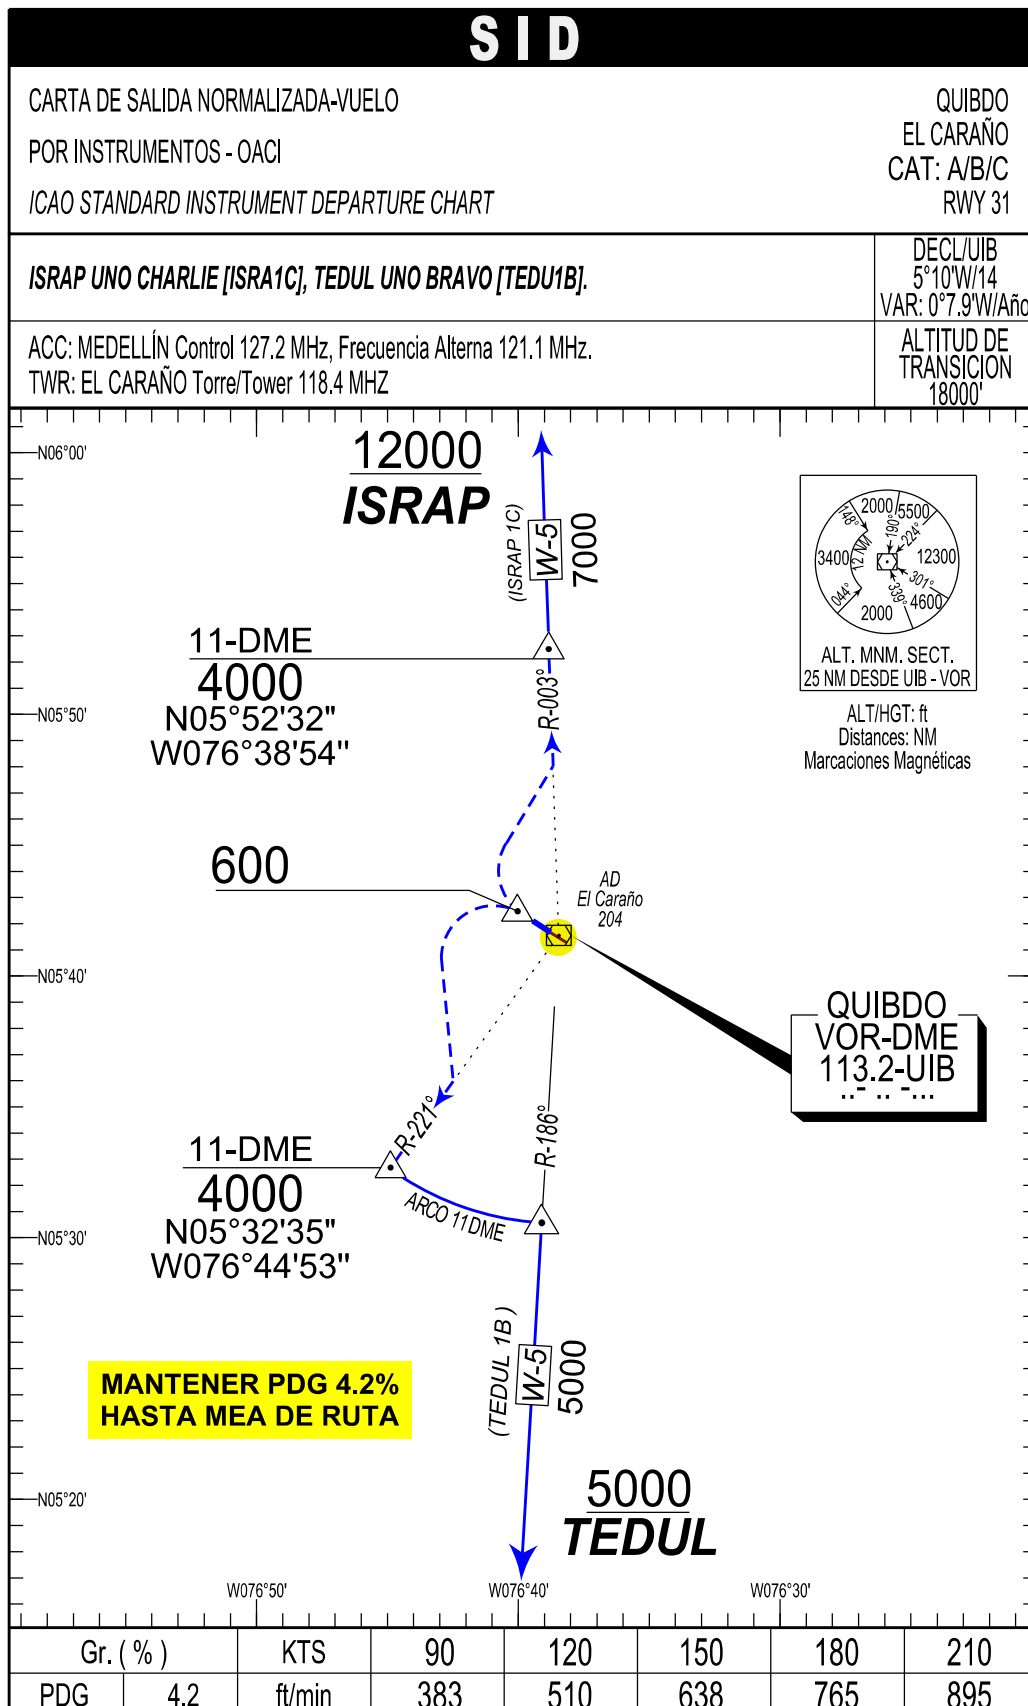 SID
CARTA DE SALIDA NORMALIZADA-VUELO
POR INSTRUMENTOS - OACI
ICAO STANDARD INSTRUMENT DEPARTURE CHART
QUIBDO
EL CARAÑO
CAT: A/B/C
RWY 31
ISRAP UNO CHARLIE [ISRA1C], TEDUL UNO BRAVO [TEDU1B].
DECL/UIB
5°10'W/14
VAR: 0°7.9'W/Año
ACC: MEDELLÍN Control 127.2 MHz, Frecuencia Alterna 121.1 MHz.
TWR: EL CARAÑO Torre/Tower 118.4 MHZ
ALTITUD DE
TRANSICION
18000'
N06°00'
12000
ISRAP
(ISRAP 1C)
W-5
7000
2000
5500
148°
190°
224°
3400
12 NM
12300
044°
339°
301°
4600
2000
ALT. MNM. SECT.
25 NM DESDE UIB - VOR
ALT/HGT: ft
Distances: NM
Marcaciones Magnéticas
11-DME
4000
N05°52'32"
W076°38'54"
R-003°
N05°50'
600
AD
El Caraño
204
N05°40'
QUIBDO
VOR-DME
113.2-UIB
..- .. -...
R-221°
R-186°
11-DME
4000
N05°32'35"
W076°44'53"
ARCO 11DME
N05°30'
(TEDUL 1B )
W-5
5000
MANTENER PDG 4.2%
HASTA MEA DE RUTA
5000
TEDUL
N05°20'
W076°50'
W076°40'
W076°30'
Gr. ( % ) KTS 90 120 150 180 210
PDG 4.2 ft/min 383 510 638 765 895